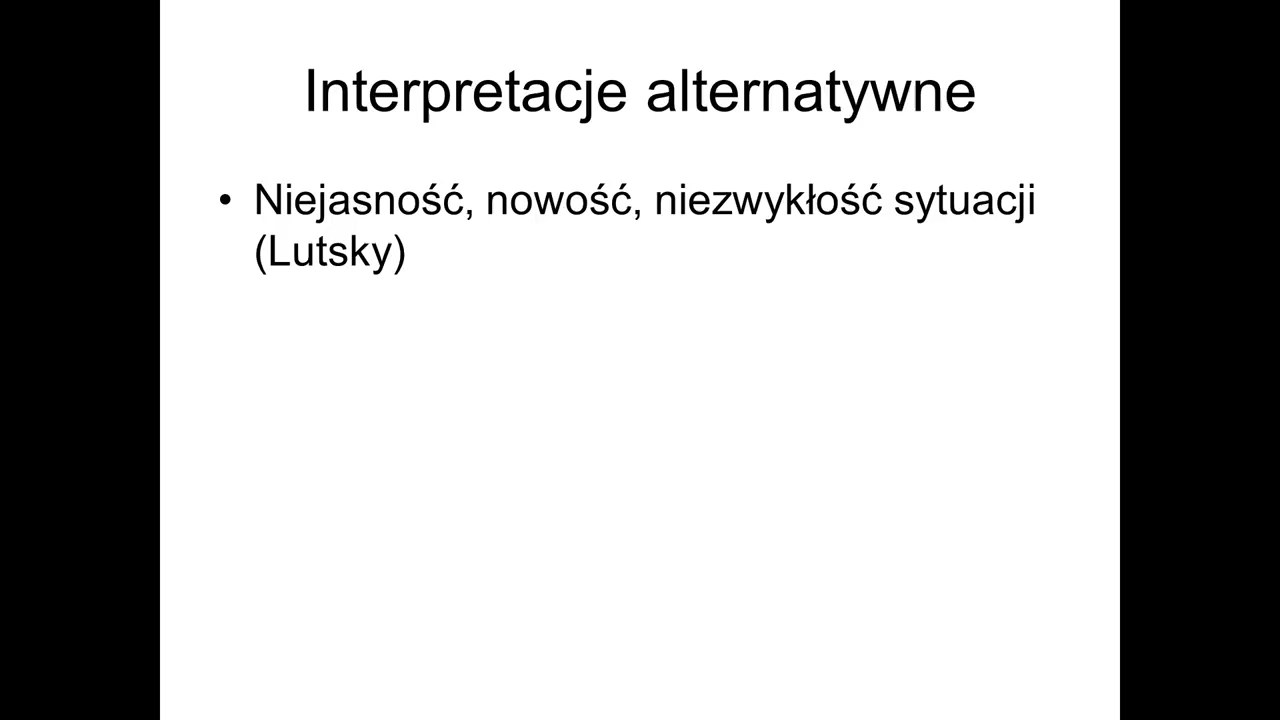 Interpretacje alternatywne
• Niejasność, nowość, niezwykłość sytuacji
(Lutsky)